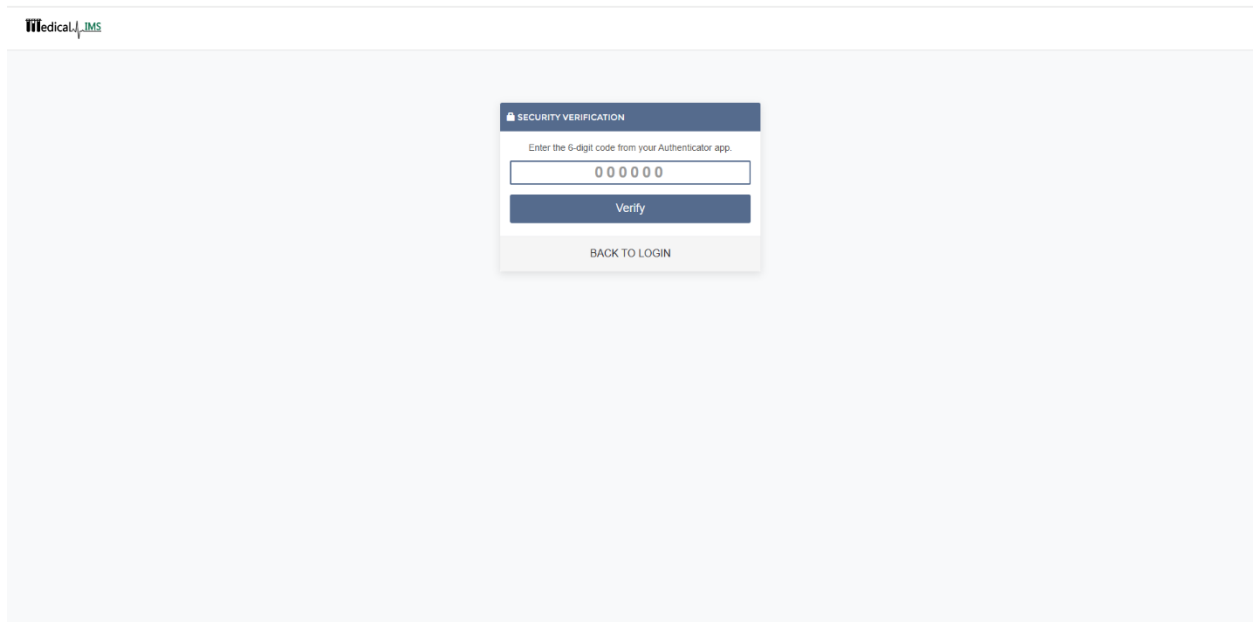 Medical IMS
SECURITY VERIFICATION
Enter the 6-digit code from your Authenticator app.
000000
Verify
BACK TO LOGIN